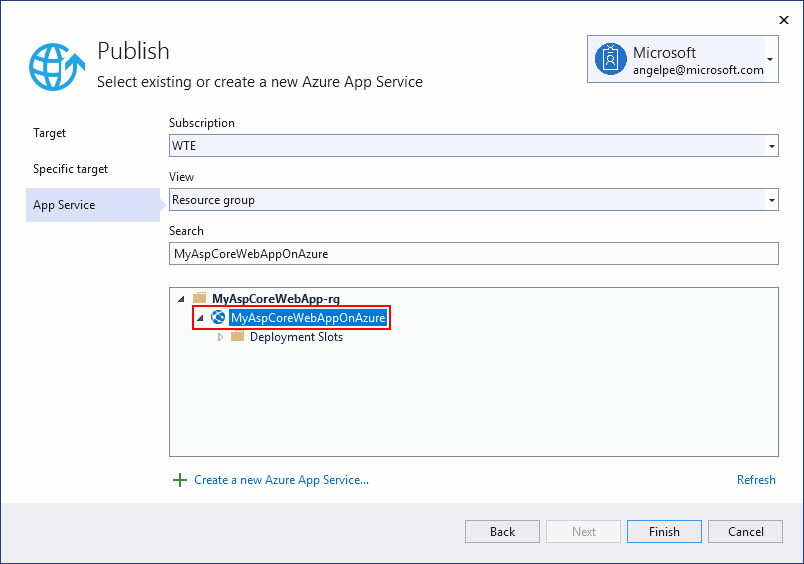 Publish
Select existing or create a new Azure App Service
Microsoft
angelpe@microsoft.com
Target
Specific target
App Service
Subscription
WTE
View
Resource group
Search
MyAspCoreWebAppOnAzure
MyAspCoreWebApp-rg
MyAspCoreWebAppOnAzure
Deployment Slots
Create a new Azure App Service...
Refresh
Back
Next
Finish
Cancel